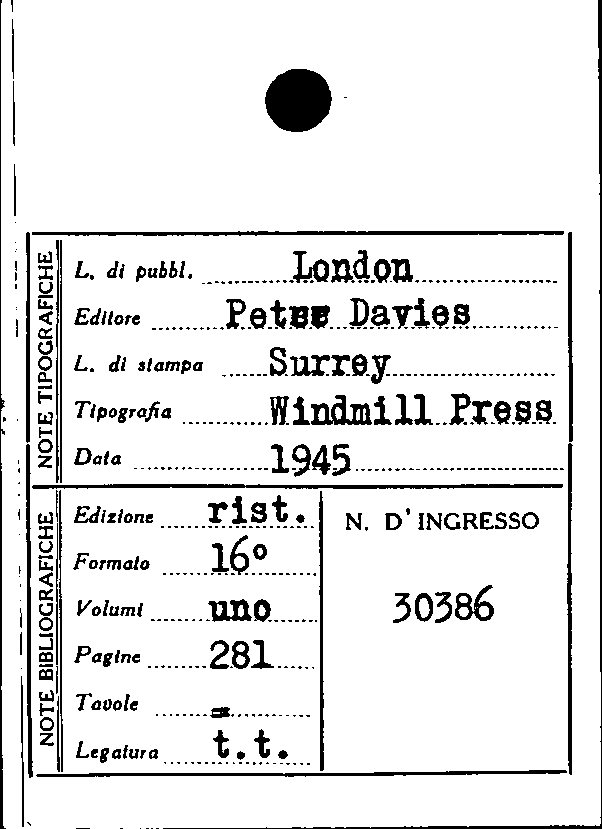 NOTE TIPOGRAFICHE
L. di pubbl. London
Editore Peter Davies
L. di stampa Surrey
Tipografia Windmill Press
Data 1945
NOTE BIBLIOGRAFICHE
Edizione rist.
Formato 16°
Volumi uno
Pagine 281
Tavole =
Legatura t.t.
N. D'INGRESSO
30386